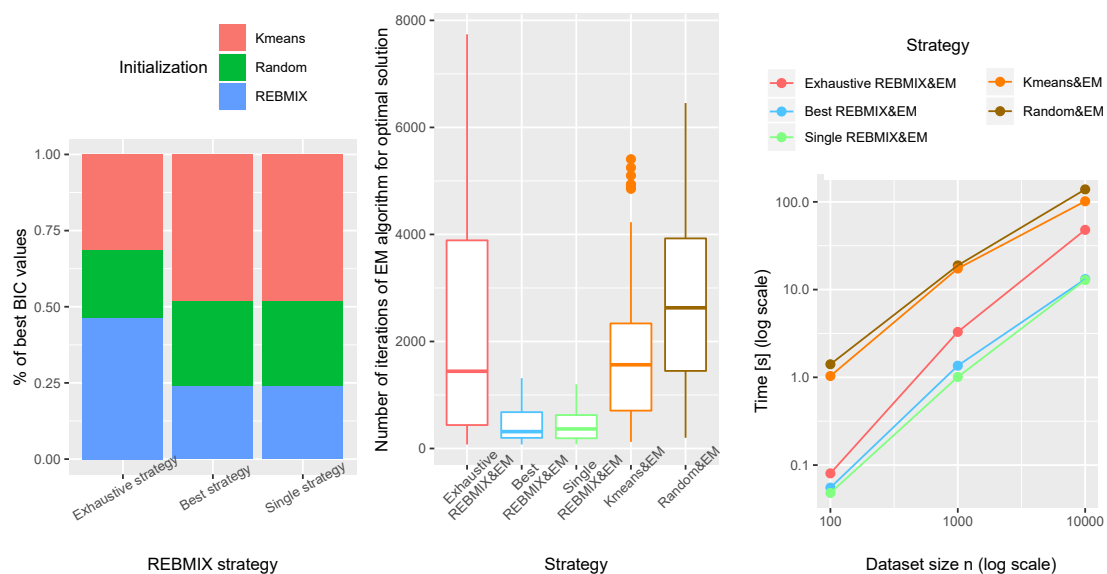 Initialization
Kmeans
Random
REBMIX
% of best BIC values
1.00
0.75
0.50
0.25
0.00
Exhaustive strategy
Best strategy
Single strategy
REBMIX strategy
Number of iterations of EM algorithm for optimal solution
8000
6000
4000
2000
0
Exhaustive
REBMIX&EM
Best
REBMIX&EM
Single
REBMIX&EM
Kmeans&EM
Random&EM
Strategy
Strategy
Exhaustive REBMIX&EM
Best REBMIX&EM
Single REBMIX&EM
Kmeans&EM
Random&EM
Time [s] (log scale)
100.0
10.0
1.0
0.1
100
1000
10000
Dataset size n (log scale)